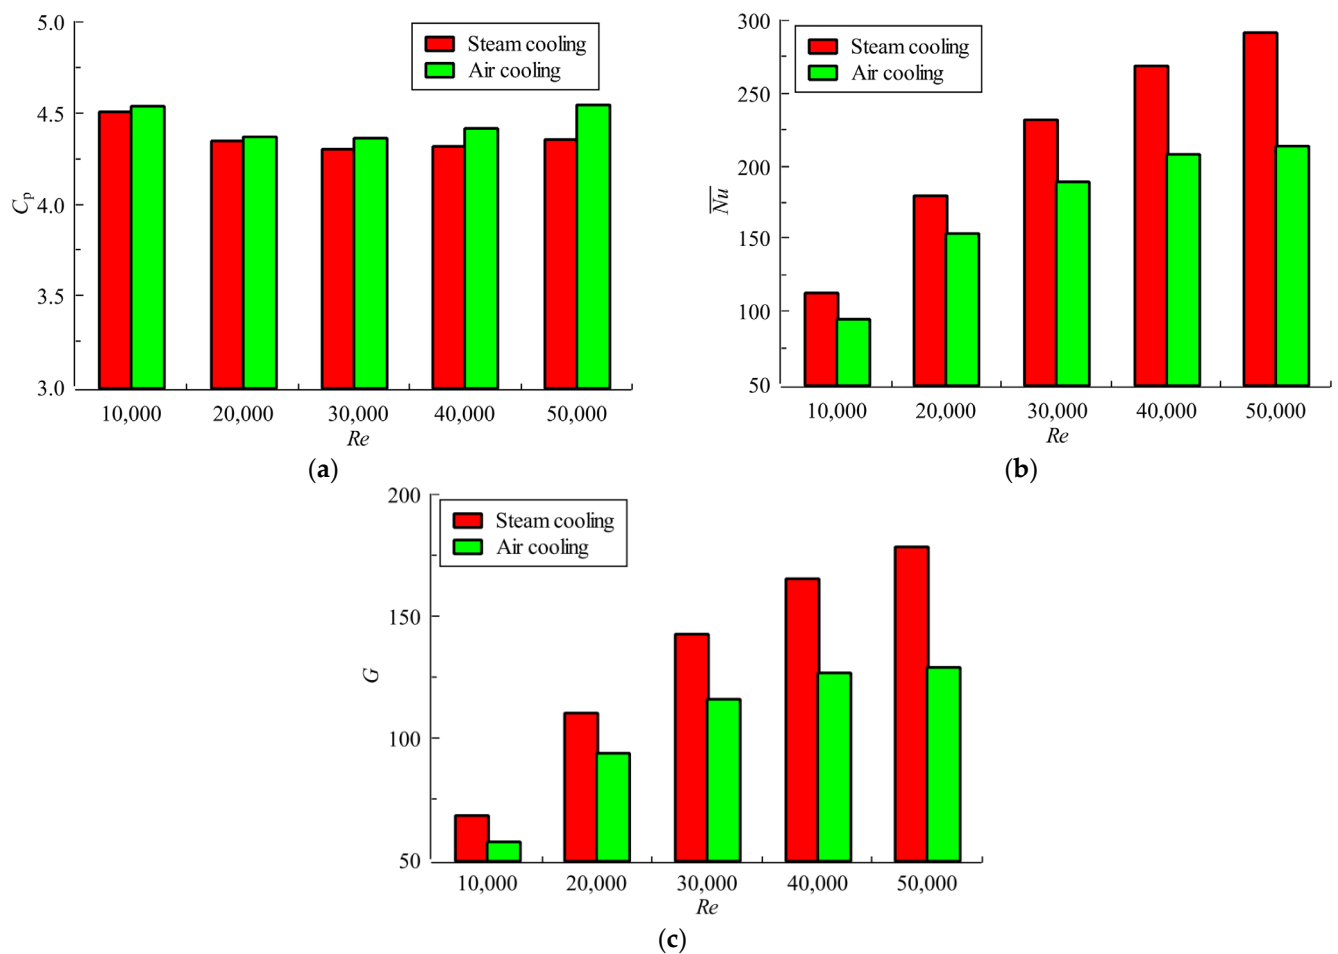 5.0
4.5
4.0
3.5
3.0
Cp
Steam cooling
Air cooling
10,000 20,000 30,000 40,000 50,000
Re
(a)
300
250
200
150
100
50
Nu
Steam cooling
Air cooling
10,000 20,000 30,000 40,000 50,000
Re
(b)
200
150
100
50
G
Steam cooling
Air cooling
10,000 20,000 30,000 40,000 50,000
Re
(c)